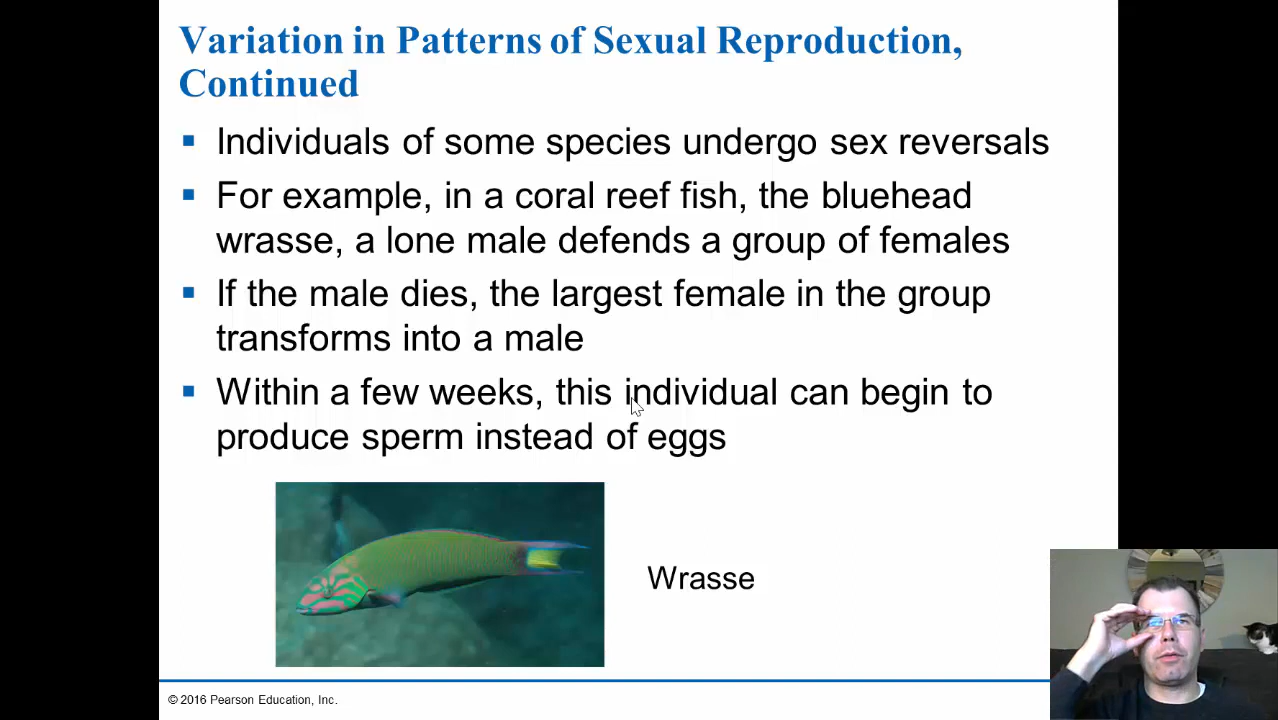 Variation in Patterns of Sexual Reproduction,
Continued
Individuals of some species undergo sex reversals
For example, in a coral reef fish, the bluehead
wrasse, a lone male defends a group of females
If the male dies, the largest female in the group
transforms into a male
Within a few weeks, this individual can begin to
produce sperm instead of eggs
Wrasse
© 2016 Pearson Education, Inc.